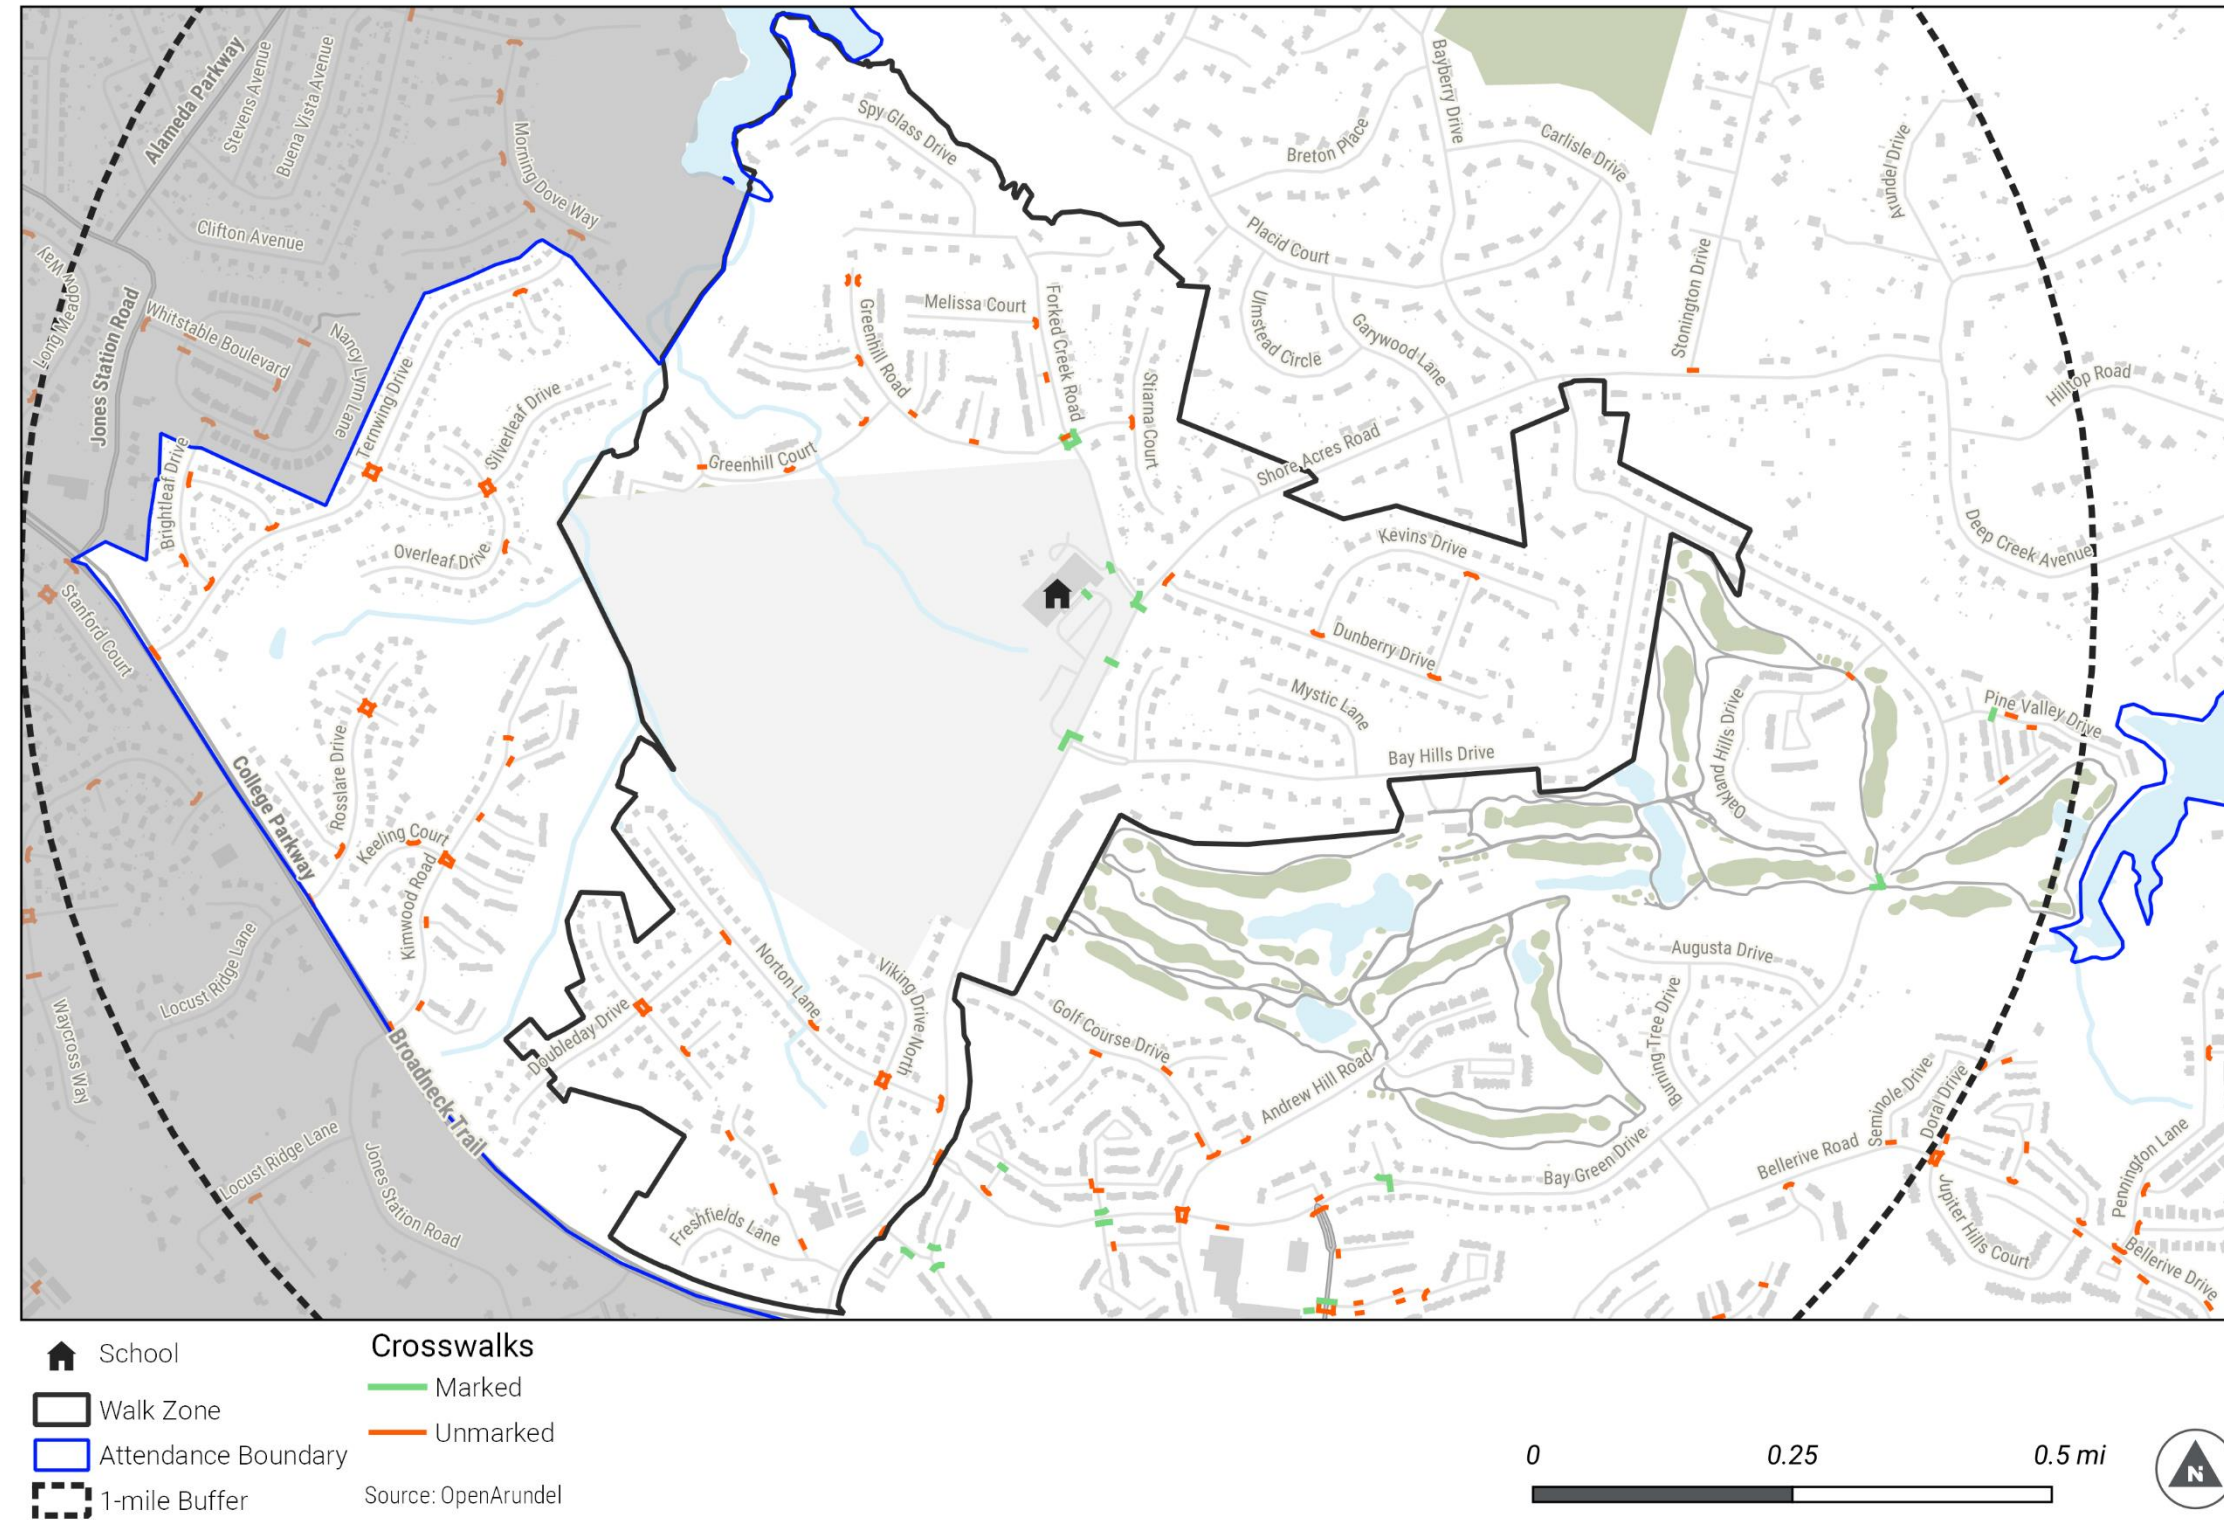 Alameda Parkway
Stevens Avenue
Buena Vista Avenue
Morning Dove Way
Clifton Avenue
Long Meadow Way
Jones Station Road
Whitstable Boulevard
Nancy Lynn Lane
Ternwing Drive
Silverleaf Drive
Brightleaf Drive
Overleaf Drive
Stanford Court
Spy Glass Drive
Melissa Court
Greenhill Road
Forked Creek Road
Stiarna Court
Greenhill Court
Bayberry Drive
Breton Place
Carlisle Drive
Placid Court
Ulmstead Circle
Garywood Lane
Stonington Drive
Arunder Drive
Hilltop Road
Deep Creek Avenue
Shore Acres Road
Kevins Drive
Dunberry Drive
Mystic Lane
Bay Hills Drive
Oakland Hills Drive
Pine Valley Drive
College Parkway
Rosslare Drive
Keeling Court
Kimwood Road
Locust Ridge Lane
Waycross Way
Broadneck Trail
Doubleday Drive
Norton Lane
Viking Drive North
Golf Course Drive
Andrew Hill Road
Augusta Drive
Burning Tree Drive
Bay Green Drive
Bellerive Road
Seminole Drive
Doral Drive
Jupiter Hills Court
Pennington Lane
Bellerive Drive
Locust Ridge Lane
Jones Station Road
Freshfields Lane
School
Walk Zone
Attendance Boundary
1-mile Buffer
Crosswalks
Marked
Unmarked
Source: OpenArundel
0 0.25 0.5 mi
N